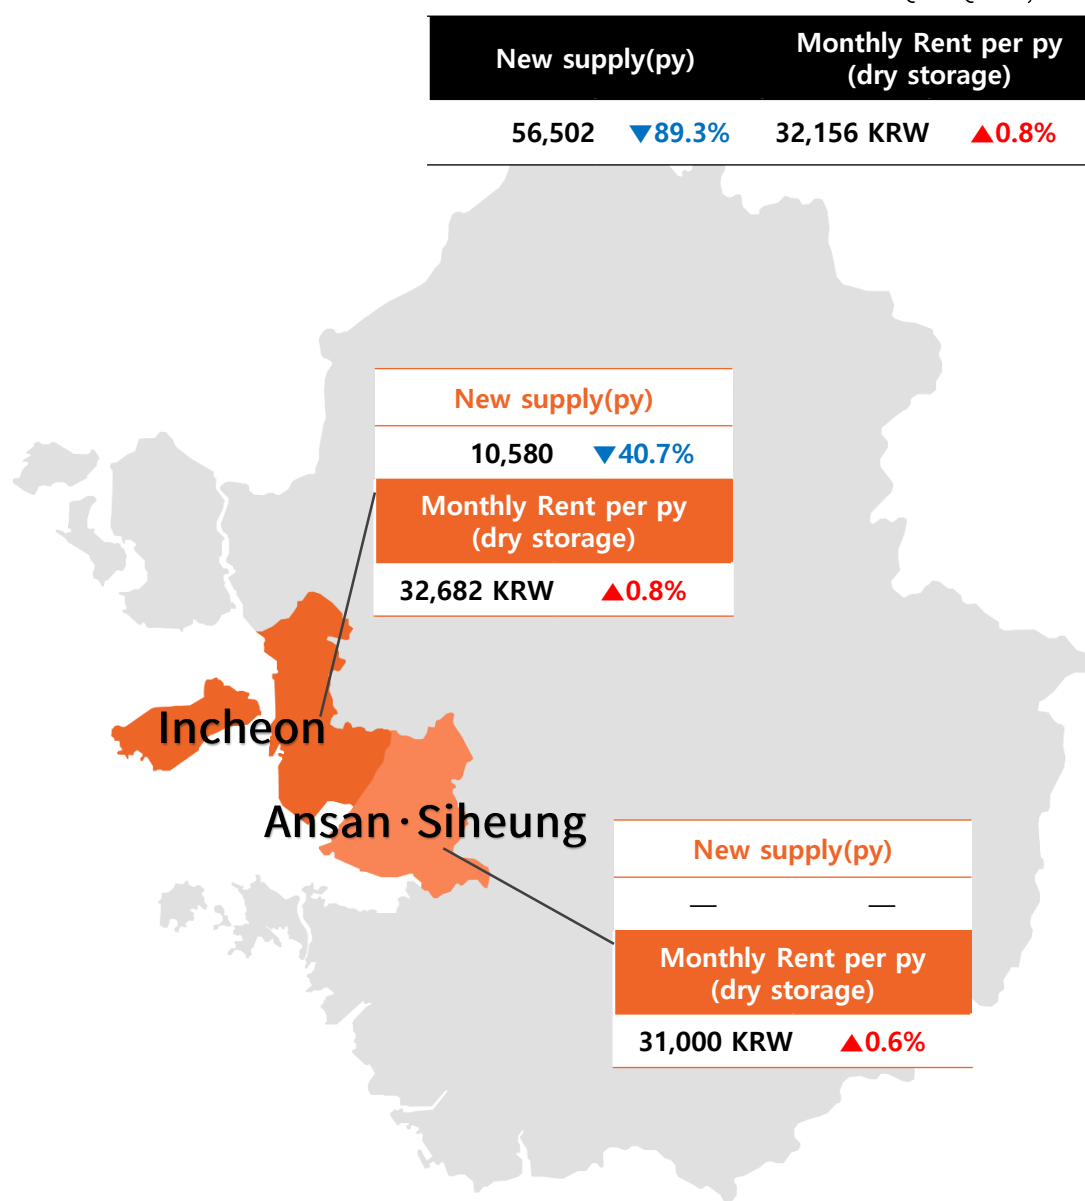 New supply(py)
Monthly Rent per py
(dry storage)
56,502 ▼89.3% 32,156 KRW ▲0.8%
New supply(py)
10,580 ▼40.7%
Monthly Rent per py
(dry storage)
32,682 KRW ▲0.8%
Incheon
Ansan·Siheung
New supply(py)
— —
Monthly Rent per py
(dry storage)
31,000 KRW ▲0.6%